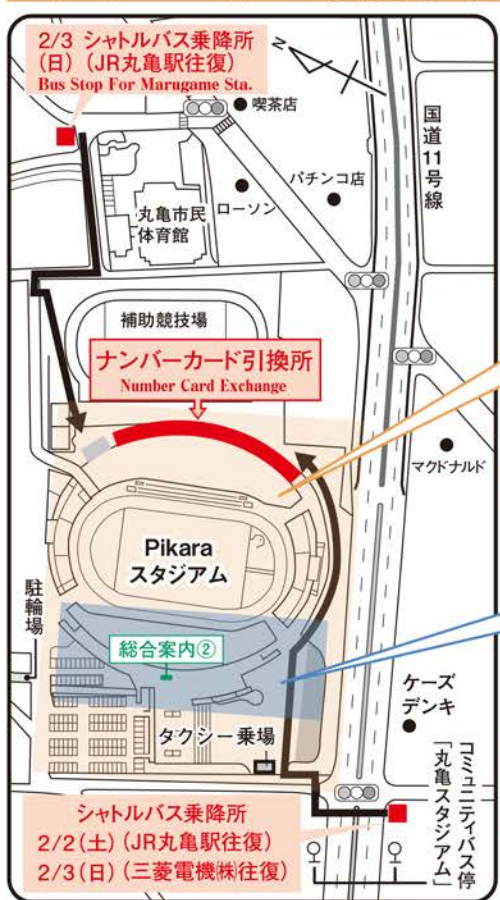 2/3 シャトルバス乗降所
(日) (JR丸亀駅往復)
Bus Stop For Marugame Sta.
N
喫茶店
国道11号線
パチンコ店
ローソン
丸亀市民
体育館
補助競技場
ナンバーカード引換所
Number Card Exchange
マクドナルド
Pikara
スタジアム
駐輪場
総合案内②
ケーズ
デンキ
タクシー乗場
コミュニティバス停
「丸亀スタジアム」
シャトルバス乗降所
2/2(土) (JR丸亀駅往復)
2/3(日) (三菱電機㈱往復)